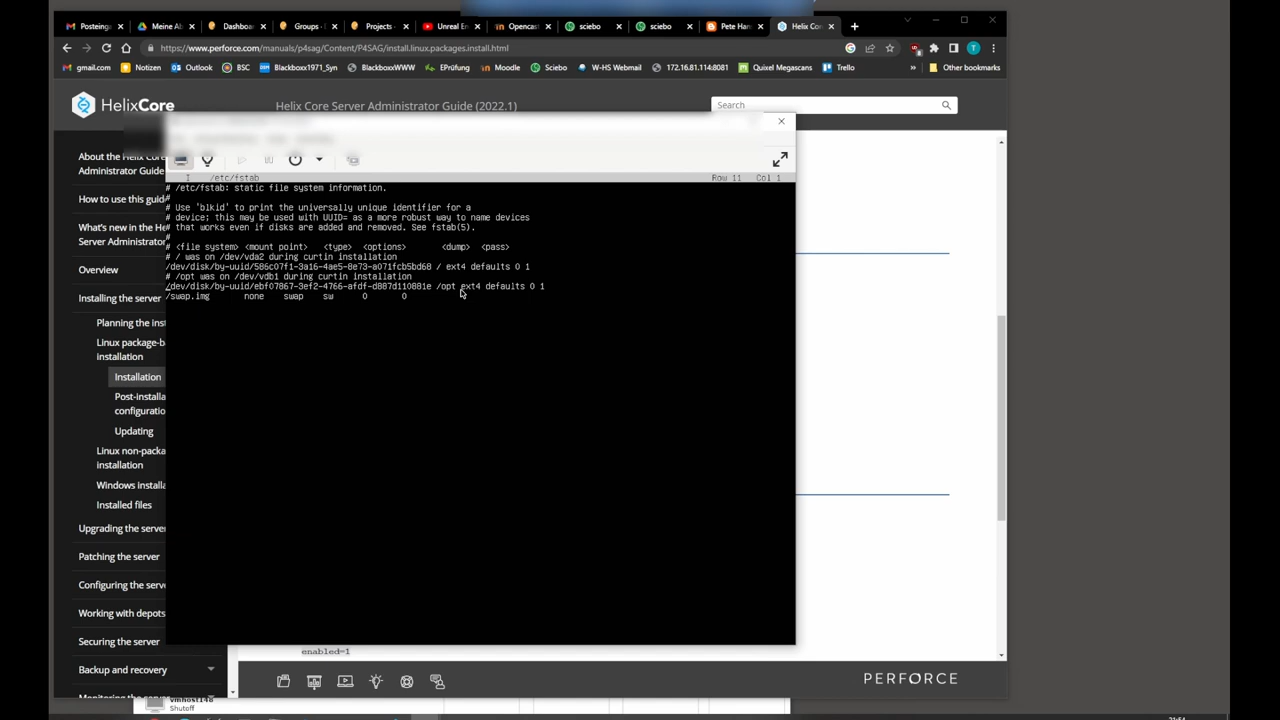 Posteing
Meine Ab
Dashboa
Groups -
Projects -
Unreal En
Opencast
sciebo
sciebo
Pete Han
Helix Cor
https://www.perforce.com/manuals/p4sag/Content/P4SAG/install.linux.packages.install.html
gmail.com
Notizen
Outlook
BSC
Blackboxx1971_Syn
BlackboxxWWW
EPrüfung
Moodle
Sciebo
W-HS Webmail
172.16.81.114:8081
Quixel Megascans
Trello
»
Other bookmarks
HelixCore
Helix Core Server Administrator Guide (2022.1)
Search
About the He
Administrator
How to use this guid
What's new in the He
Server Administrator
Overview
Installing the server
Planning the inst
Linux package-b
installation
Installation
Post-installa
configuratio
Updating
Linux non-packa
installation
Windows installa
Installed files
Upgrading the serve
Patching the server
Configuring the serve
Working with depots
Securing the server
Backup and recovery
I /etc/fstab Row 11 Col 1
# /etc/fstab: static file system information.
#
# Use 'blkid' to print the universally unique identifier for a
# device; this may be used with UUID= as a more robust way to name devices
# that works even if disks are added and removed. See fstab(5).
#
# <file system> <mount point> <type> <options> <dump> <pass>
# / was on /dev/vda2 during curtin installation
/dev/disk/by-uuid/586c07f1-3a16-4ae5-8e73-a071fcb5bd68 / ext4 defaults 0 1
# /opt was on /dev/vdb1 during curtin installation
/dev/disk/by-uuid/ebf07867-3ef2-4766-afdf-d887d110881e /opt ext4 defaults 0 1
/swap.img none swap sw 0 0
enabled=1
PERFORCE
Shutoff